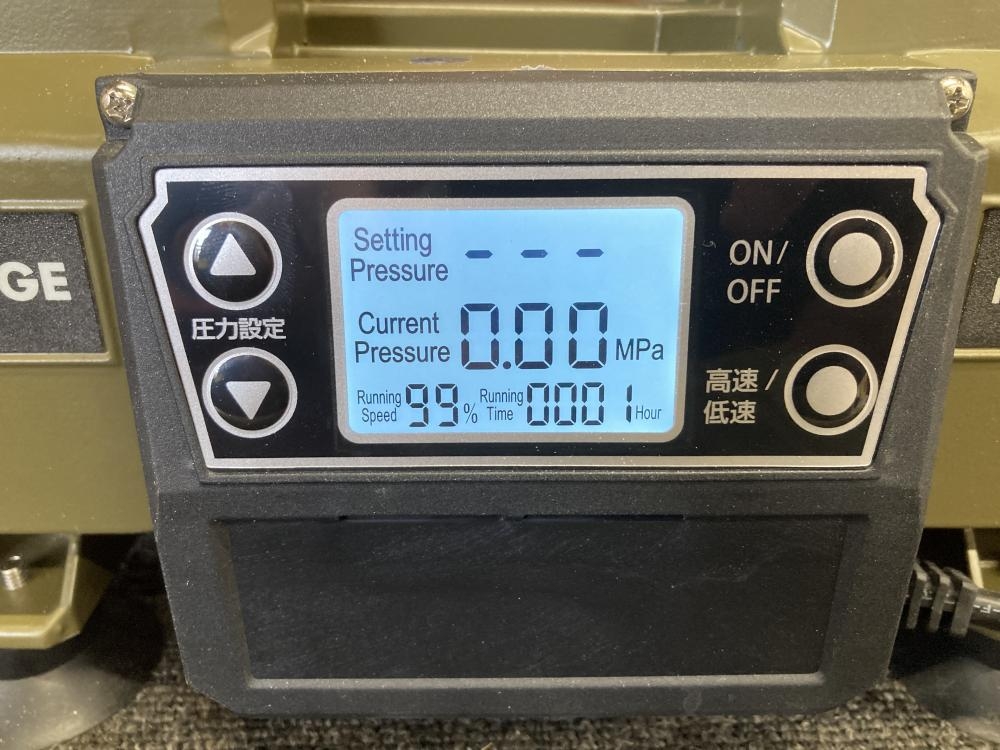 GE
圧力設定
Setting
Pressure
- - -
Current
Pressure
0.00 MPa
Running
Speed
99 %
Running
Time
0001 Hour
ON/
OFF
高速/
低速